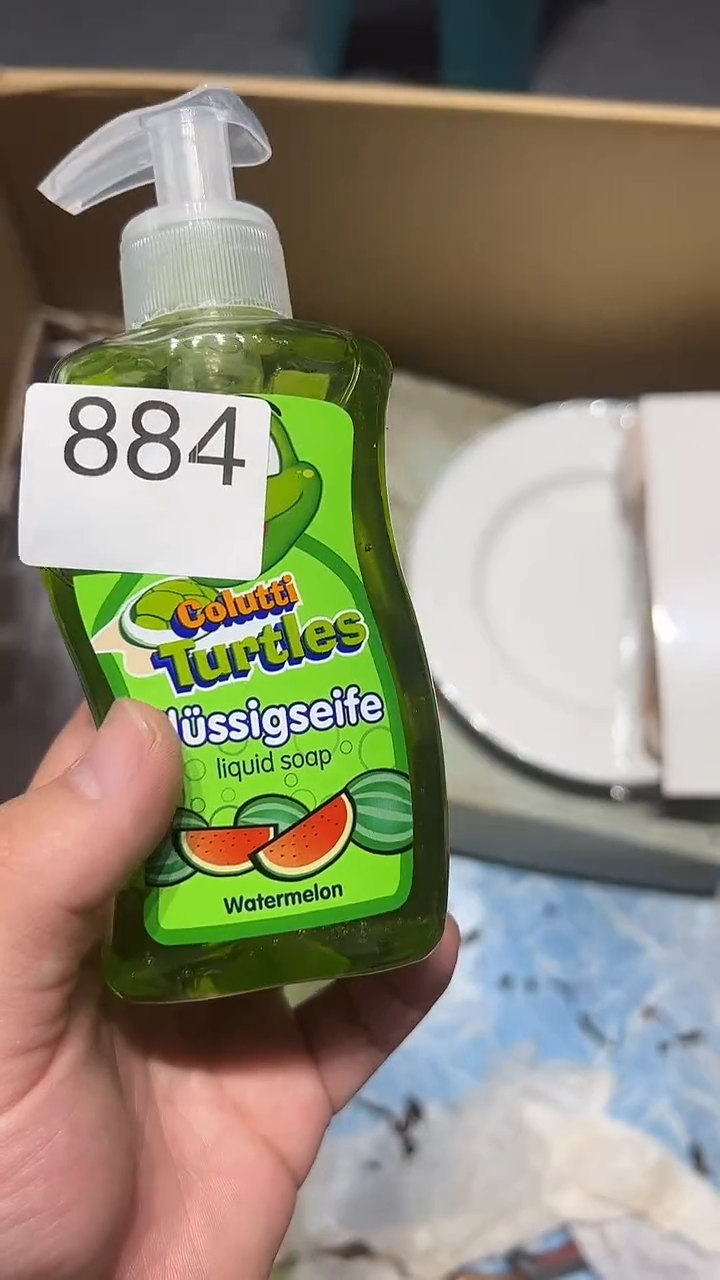 884
Colutti
Turtles
lüssigseife
liquid soap
Watermelon